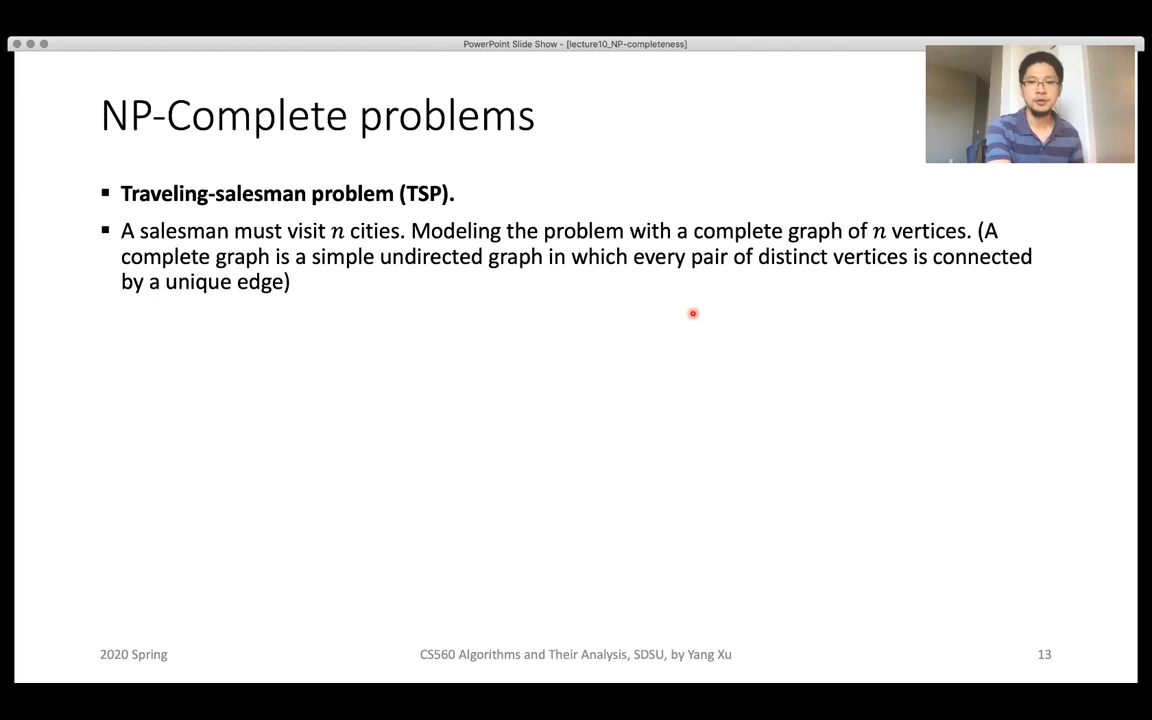 PowerPoint Slide Show - [lecture10_NP-completeness]
NP-Complete problems
▪ Traveling-salesman problem (TSP).
▪ A salesman must visit n cities. Modeling the problem with a complete graph of n vertices. (A
complete graph is a simple undirected graph in which every pair of distinct vertices is connected
by a unique edge)
2020 Spring
CS560 Algorithms and Their Analysis, SDSU, by Yang Xu
13